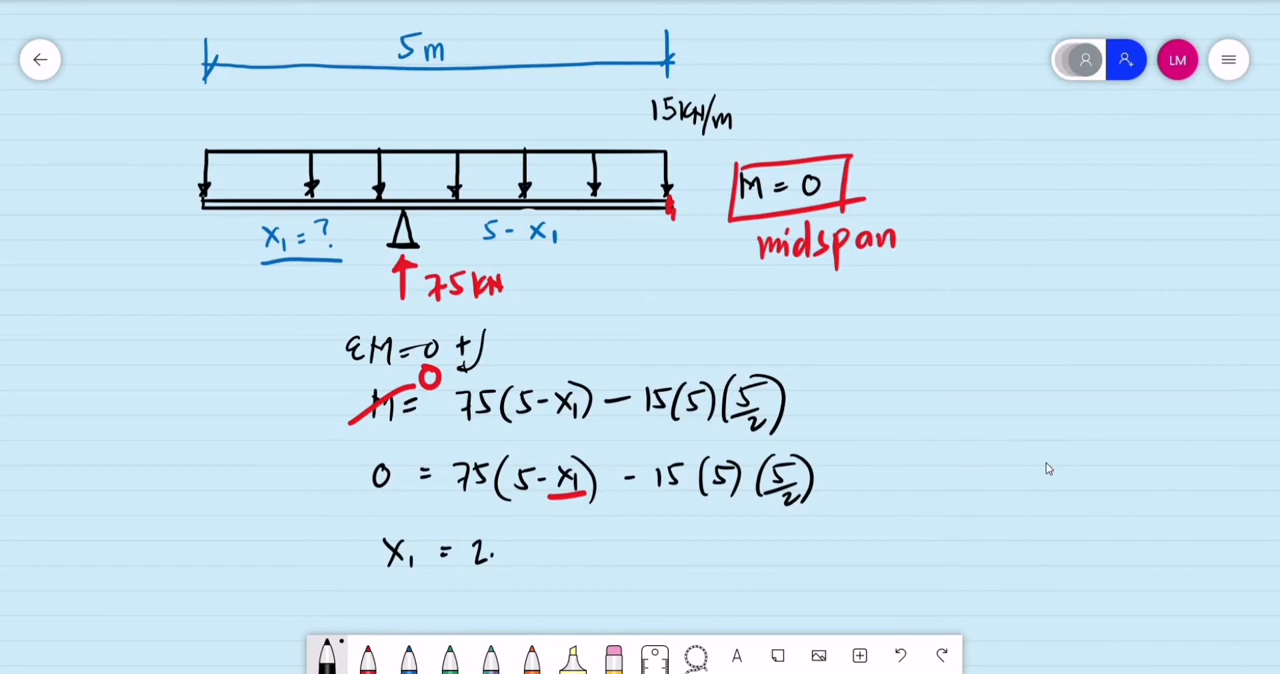 5m
LM
15KN/m
M = 0
midspan
x₁ = ?
5 - x₁
75KN
ΣM=0 +
0
M = 75(5-x₁) - 15(5)(5/2)
0 = 75(5-x₁) - 15(5)(5/2)
x₁ = 2.
A